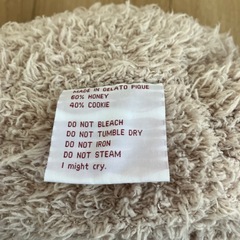 MADE IN GELATO PIQUE
60% HONEY
40% COOKIE
DO NOT BLEACH
DO NOT TUMBLE DRY
DO NOT IRON
DO NOT STEAM
I might cry.